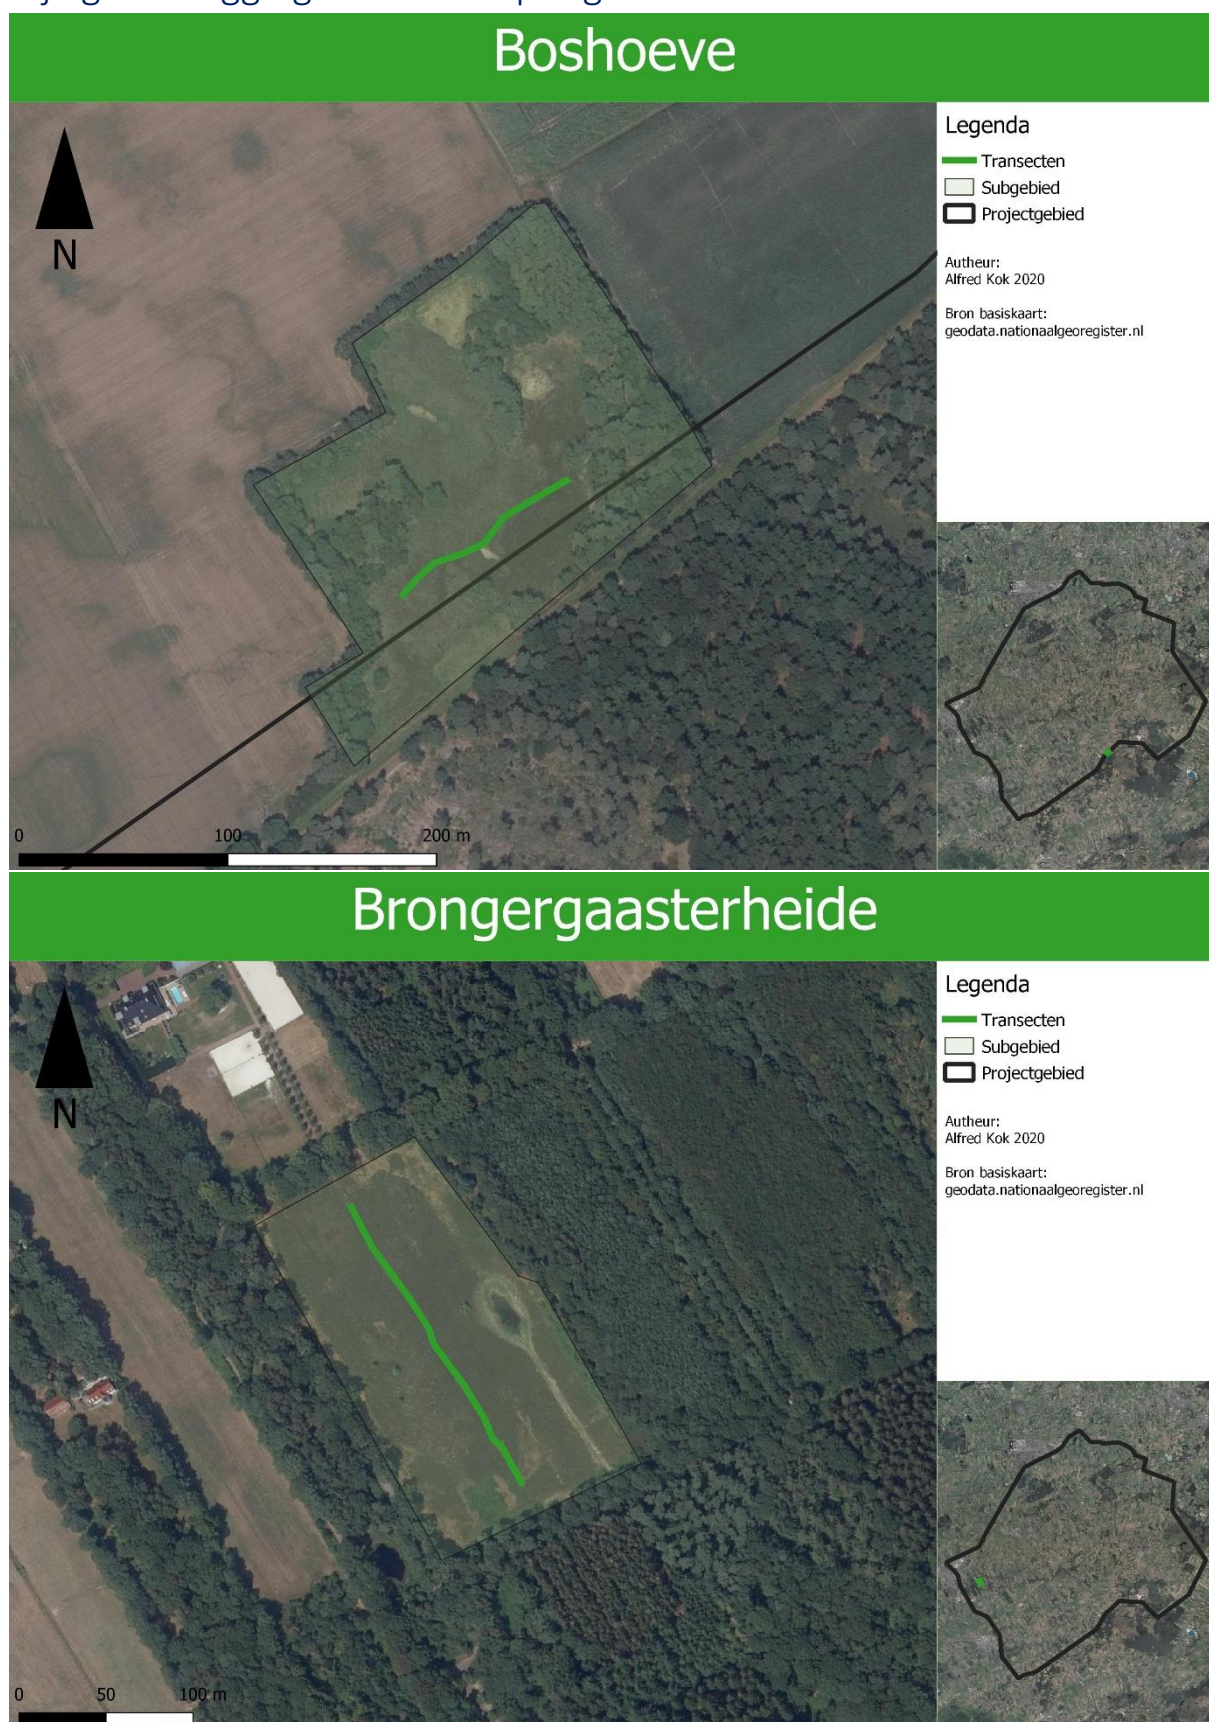 Boshoeve
N
0 100 200 m
Legenda
Transecten
Subgebied
Projectgebied
Autheur:
Alfred Kok 2020
Bron basiskaart:
geodata.nationaalgeoregister.nl
Brongergaasterheide
N
0 50 100 m
Legenda
Transecten
Subgebied
Projectgebied
Autheur:
Alfred Kok 2020
Bron basiskaart:
geodata.nationaalgeoregister.nl